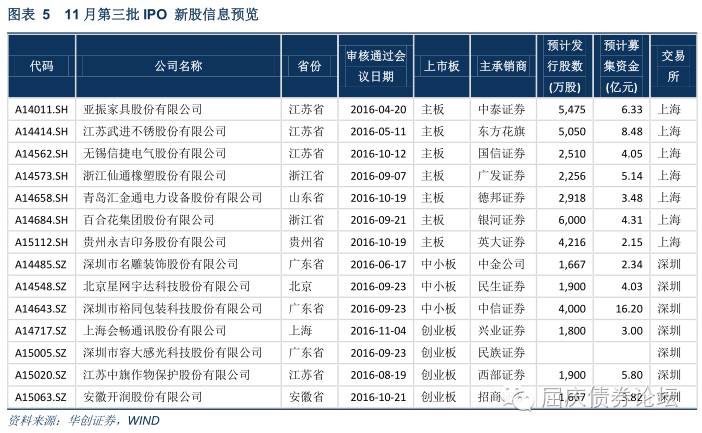 图表 5 11 月第三批 IPO 新股信息预览
代码 公司名称 省份 审核通过会议日期 上市板 主承销商 预计发行股数(万股) 预计募集资金(亿元) 交易所
A14011.SH 亚振家具股份有限公司 江苏省 2016-04-20 主板 中泰证券 5,475 6.33 上海
A14414.SH 江苏武进不锈股份有限公司 江苏省 2016-05-11 主板 东方花旗 5,050 8.48 上海
A14562.SH 无锡信捷电气股份有限公司 江苏省 2016-10-12 主板 国信证券 2,510 4.05 上海
A14573.SH 浙江仙通橡塑股份有限公司 浙江省 2016-09-07 主板 广发证券 2,256 5.14 上海
A14658.SH 青岛汇金通电力设备股份有限公司 山东省 2016-10-19 主板 德邦证券 2,918 3.48 上海
A14684.SH 百合花集团股份有限公司 浙江省 2016-09-21 主板 银河证券 6,000 4.31 上海
A15112.SH 贵州永吉印务股份有限公司 贵州省 2016-10-19 主板 英大证券 4,216 2.15 上海
A14485.SZ 深圳市名雕装饰股份有限公司 广东省 2016-06-17 中小板 中金公司 1,667 2.34 深圳
A14548.SZ 北京星网宇达科技股份有限公司 北京 2016-09-23 中小板 民生证券 1,900 4.03 深圳
A14643.SZ 深圳市裕同包装科技股份有限公司 广东省 2016-09-23 中小板 中信证券 4,000 16.20 深圳
A14717.SZ 上海会畅通讯股份有限公司 上海 2016-11-04 创业板 兴业证券 1,800 3.00 深圳
A15005.SZ 深圳市容大感光科技股份有限公司 广东省 2016-09-23 创业板 民族证券 深圳
A15020.SZ 江苏中旗作物保护股份有限公司 江苏省 2016-08-19 创业板 西部证券 1,900 5.80 深圳
A15063.SZ 安徽开润股份有限公司 安徽省 2016-10-21 创业板 招商 1,667 3.82 深圳
屈庆债券论坛
资料来源：华创证券，WIND